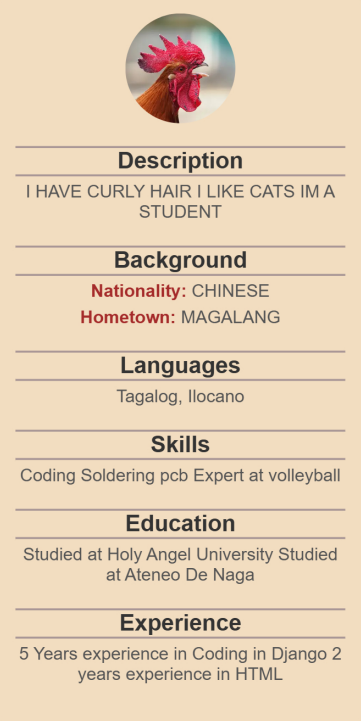 Description
I HAVE CURLY HAIR I LIKE CATS IM A
STUDENT
Background
Nationality: CHINESE
Hometown: MAGALANG
Languages
Tagalog, Ilocano
Skills
Coding Soldering pcb Expert at volleyball
Education
Studied at Holy Angel University Studied
at Ateneo De Naga
Experience
5 Years experience in Coding in Django 2
years experience in HTML